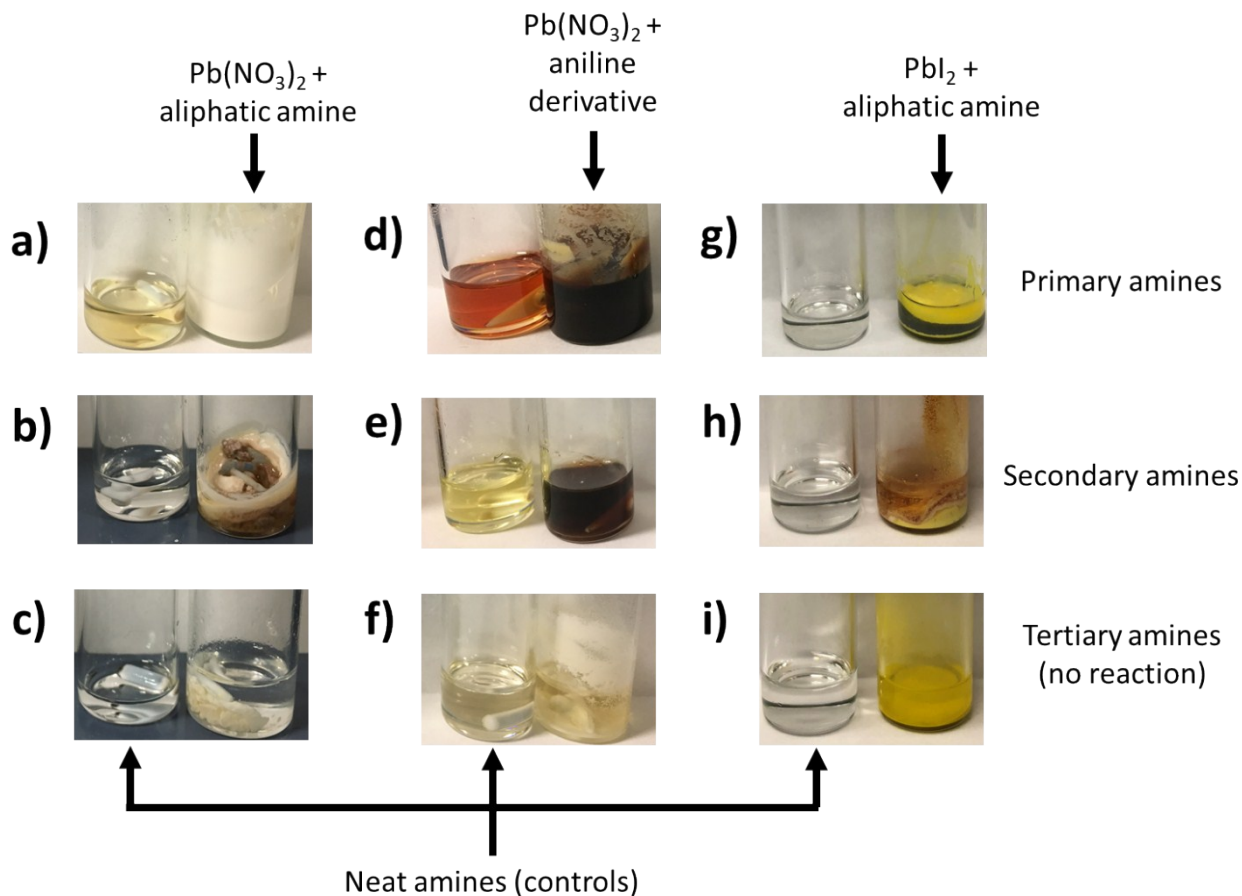 Pb(NO₃)₂ +
aliphatic amine
Pb(NO₃)₂ +
aniline
derivative
PbI₂ +
aliphatic amine
a)
d)
g)
Primary amines
b)
e)
h)
Secondary amines
c)
f)
i)
Tertiary amines
(no reaction)
Neat amines (controls)